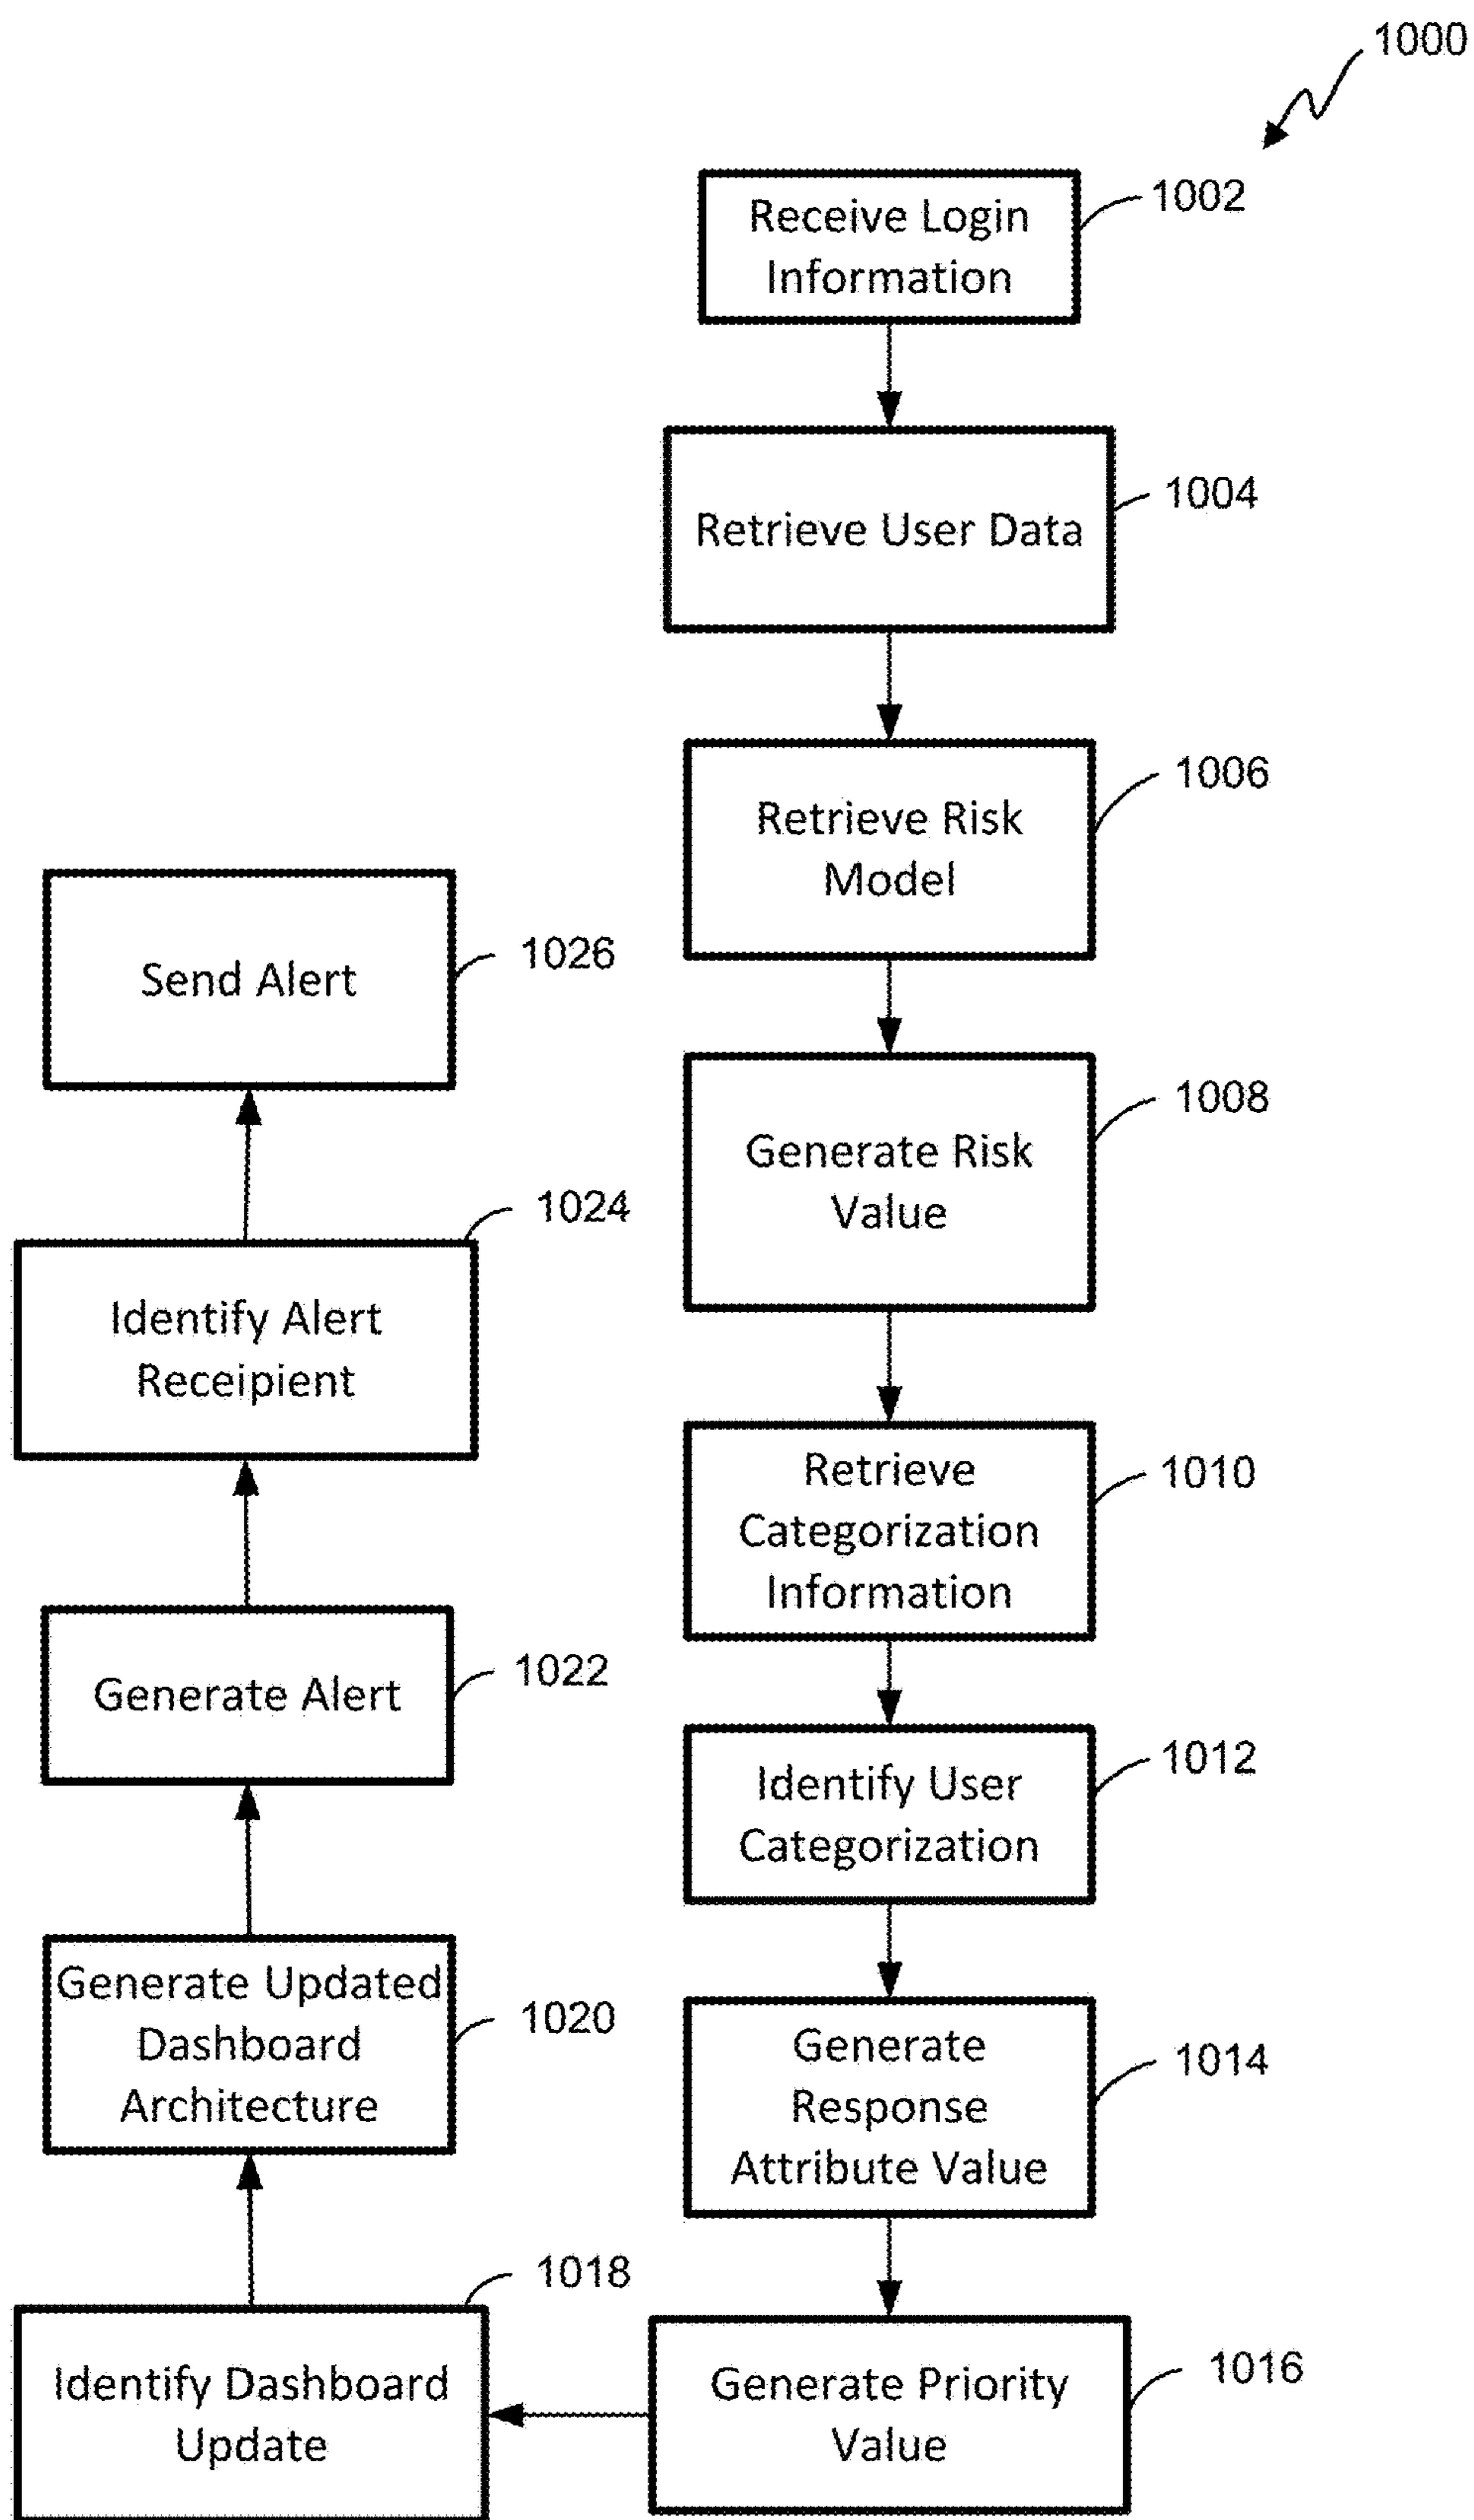 1000
Receive Login
Information
1002
Retrieve User Data
1004
Retrieve Risk
Model
1006
Generate Risk
Value
1008
Retrieve
Categorization
Information
1010
Identify User
Categorization
1012
Generate
Response
Attribute Value
1014
Generate Priority
Value
1016
Identify Dashboard
Update
1018
Generate Updated
Dashboard
Architecture
1020
Generate Alert
1022
Identify Alert
Receipient
1024
Send Alert
1026